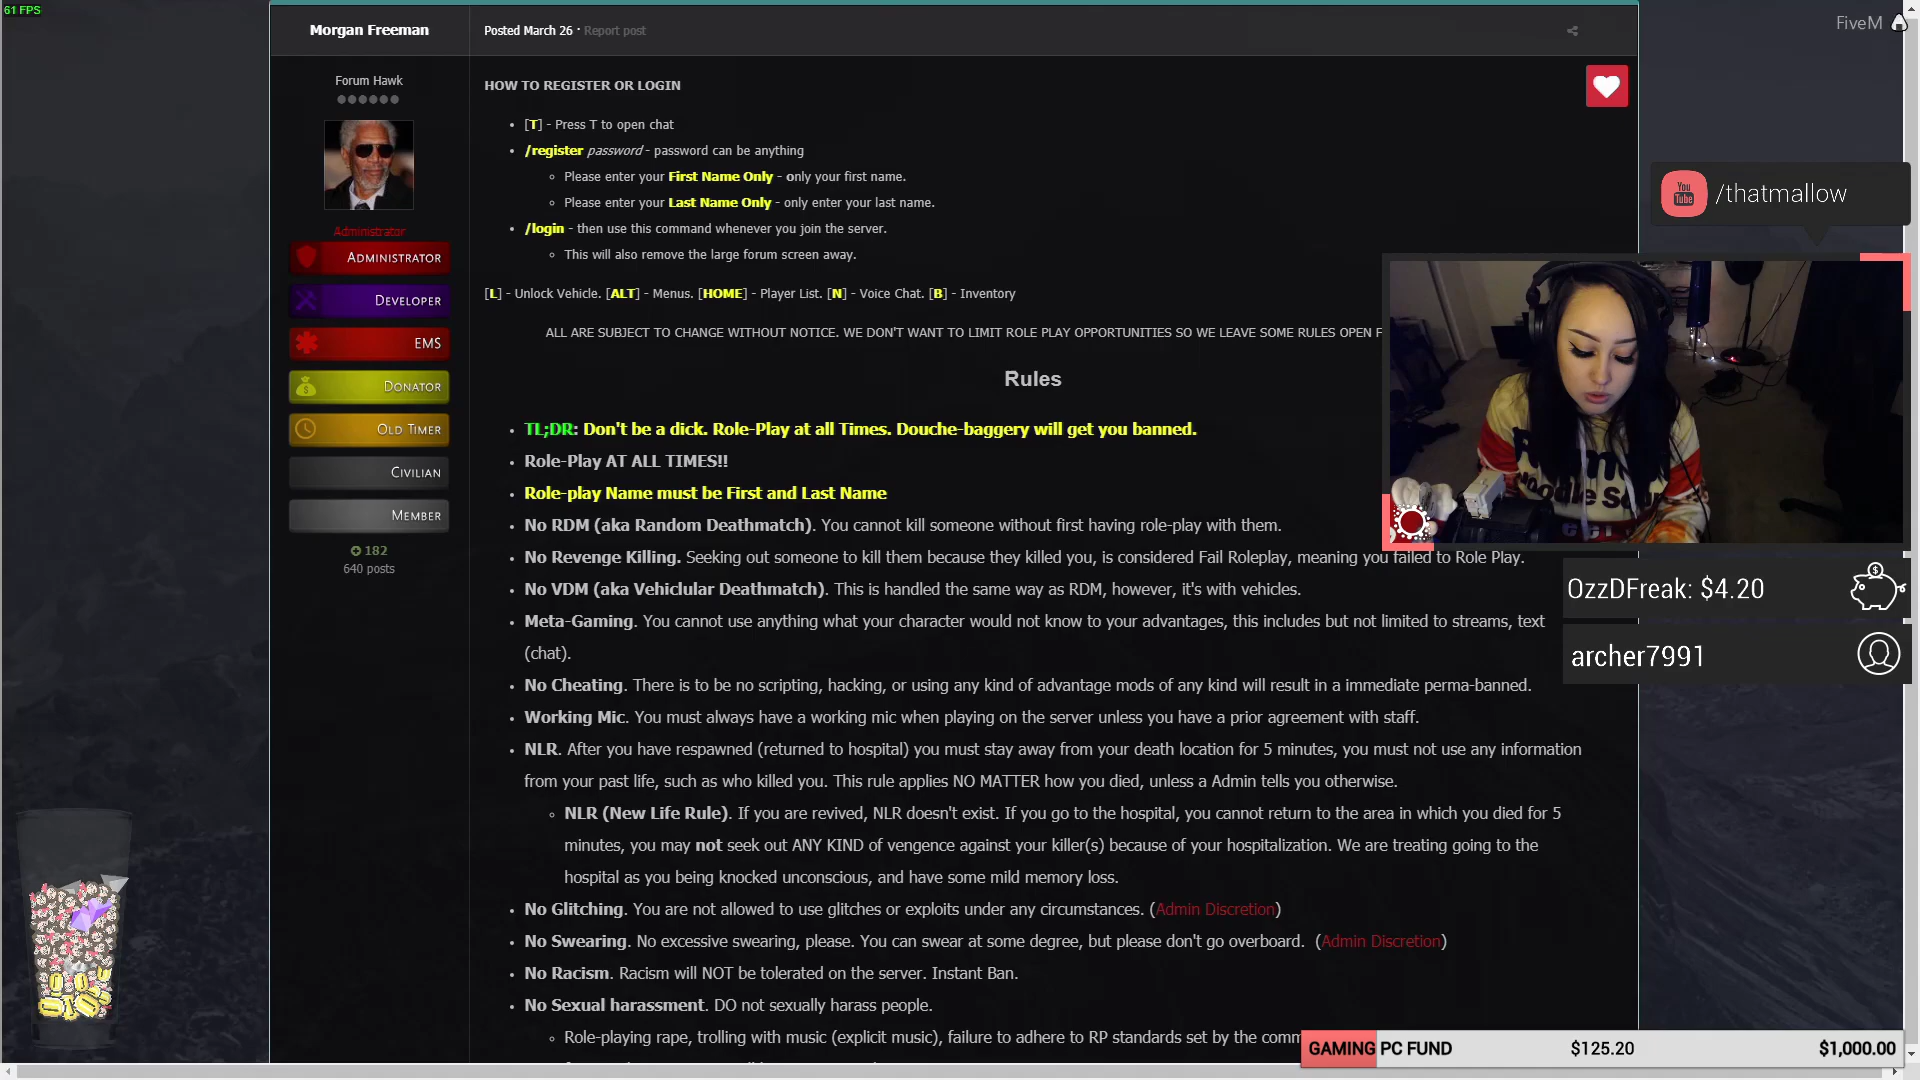 61 FPS
FiveM
Morgan Freeman
Posted March 26 · Report post
Forum Hawk
Administrator
ADMINISTRATOR
DEVELOPER
EMS
DONATOR
OLD TIMER
CIVILIAN
MEMBER
182
640 posts
HOW TO REGISTER OR LOGIN
[T] - Press T to open chat
/register password - password can be anything
Please enter your First Name Only - only your first name.
Please enter your Last Name Only - only enter your last name.
/login - then use this command whenever you join the server.
This will also remove the large forum screen away.
[L] - Unlock Vehicle. [ALT] - Menus. [HOME] - Player List. [N] - Voice Chat. [B] - Inventory
ALL ARE SUBJECT TO CHANGE WITHOUT NOTICE. WE DON'T WANT TO LIMIT ROLE PLAY OPPORTUNITIES SO WE LEAVE SOME RULES OPEN
Rules
TL;DR: Don't be a dick. Role-Play at all Times. Douche-baggery will get you banned.
Role-Play AT ALL TIMES!!
Role-play Name must be First and Last Name
No RDM (aka Random Deathmatch). You cannot kill someone without first having role-play with them.
No Revenge Killing. Seeking out someone to kill them because they killed you, is considered Fail Roleplay, meaning you failed to Role Play.
No VDM (aka Vehiclular Deathmatch). This is handled the same way as RDM, however, it's with vehicles.
Meta-Gaming. You cannot use anything what your character would not know to your advantages, this includes but not limited to streams, text
(chat).
No Cheating. There is to be no scripting, hacking, or using any kind of advantage mods of any kind will result in a immediate perma-banned.
Working Mic. You must always have a working mic when playing on the server unless you have a prior agreement with staff.
NLR. After you have respawned (returned to hospital) you must stay away from your death location for 5 minutes, you must not use any information
from your past life, such as who killed you. This rule applies NO MATTER how you died, unless a Admin tells you otherwise.
NLR (New Life Rule). If you are revived, NLR doesn't exist. If you go to the hospital, you cannot return to the area in which you died for 5
minutes, you may not seek out ANY KIND of vengence against your killer(s) because of your hospitalization. We are treating going to the
hospital as you being knocked unconscious, and have some mild memory loss.
No Glitching. You are not allowed to use glitches or exploits under any circumstances. (Admin Discretion)
No Swearing. No excessive swearing, please. You can swear at some degree, but please don't go overboard. (Admin Discretion)
No Racism. Racism will NOT be tolerated on the server. Instant Ban.
No Sexual harassment. DO not sexually harass people.
Role-playing rape, trolling with music (explicit music), failure to adhere to RP standards set by the
You Tube /thatmallow
OzzDFreak: $4.20
archer7991
GAMING PC FUND $125.20 $1,000.00